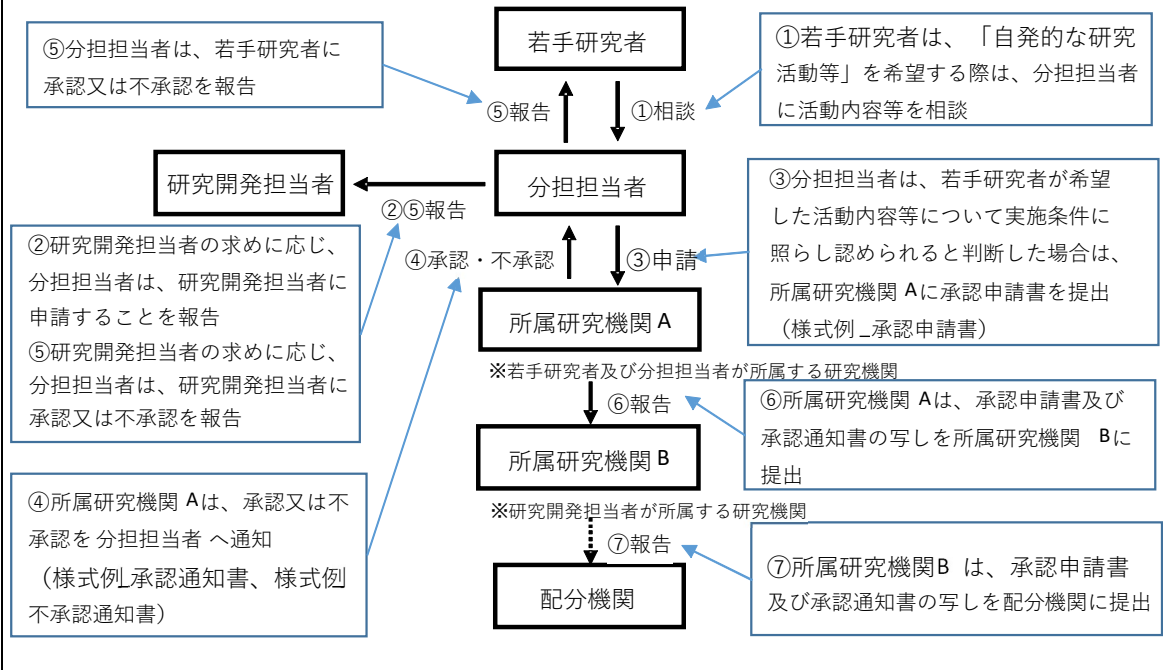 ⑤分担担当者は、若手研究者に
承認又は不承認を報告
若手研究者
①若手研究者は、「自発的な研究
活動等」を希望する際は、分担担当者
に活動内容等を相談
⑤報告
①相談
研究開発担当者
分担担当者
②⑤報告
②研究開発担当者の求めに応じ、
分担担当者は、研究開発担当者に
申請することを報告
⑤研究開発担当者の求めに応じ、
分担担当者は、研究開発担当者に
承認又は不承認を報告
④承認・不承認
③申請
③分担担当者は、若手研究者が希望
した活動内容等について実施条件に
照らし認められると判断した場合は、
所属研究機関 Aに承認申請書を提出
（様式例_承認申請書）
所属研究機関 A
※若手研究者及び分担担当者が所属する研究機関
⑥報告
⑥所属研究機関 Aは、承認申請書及び
承認通知書の写しを所属研究機関 Bに
提出
所属研究機関 B
※研究開発担当者が所属する研究機関
④所属研究機関 Aは、承認又は不
承認を 分担担当者 へ通知
（様式例_承認通知書、様式例_
不承認通知書）
⑦報告
⑦所属研究機関B は、承認申請書
及び承認通知書の写しを配分機関に提出
配分機関